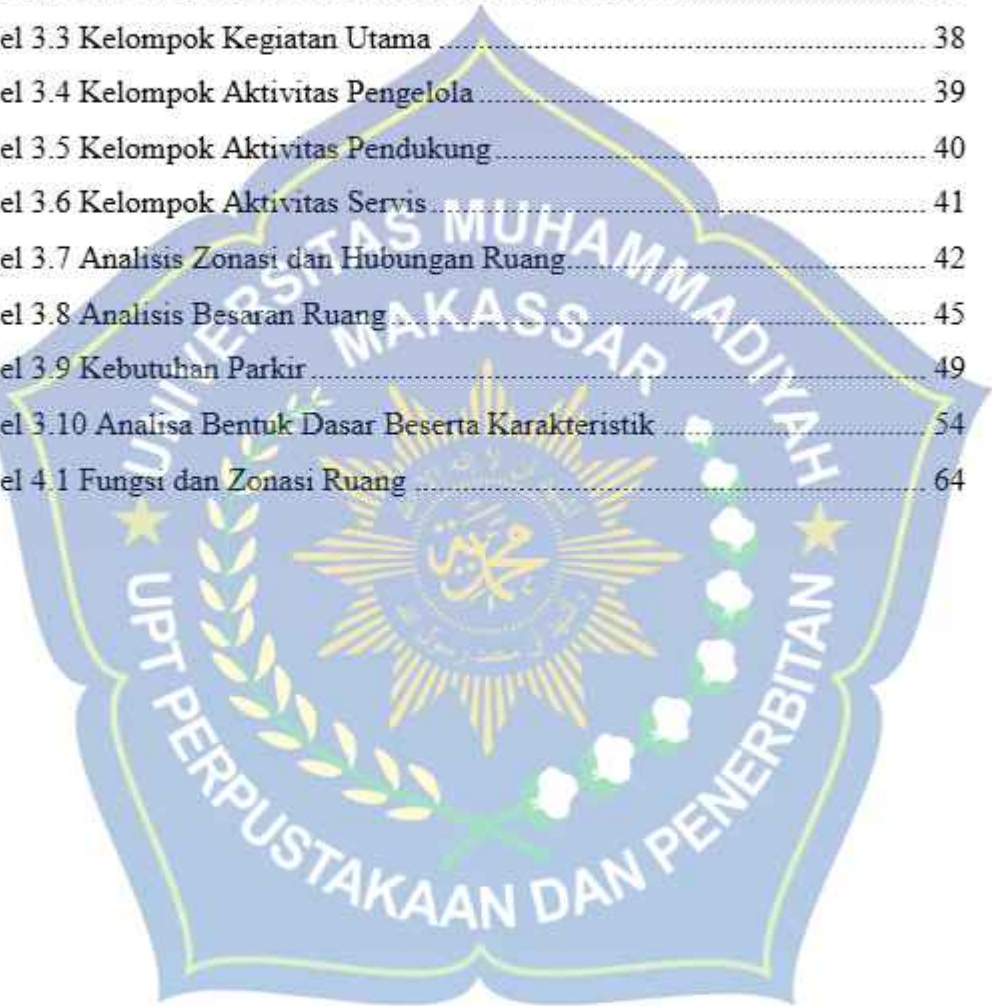 el 3.3 Kelompok Kegiatan Utama ........................ 38
el 3.4 Kelompok Aktivitas Pengelola ........................ 39
el 3.5 Kelompok Aktivitas Pendukung ........................ 40
el 3.6 Kelompok Aktivitas Servis ........................ 41
el 3.7 Analisis Zonasi dan Hubungan Ruang ........................ 42
el 3.8 Analisis Besaran Ruang ........................ 45
el 3.9 Kebutuhan Parkir ........................ 49
el 3.10 Analisa Bentuk Dasar Beserta Karakteristik ........................ 54
el 4.1 Fungsi dan Zonasi Ruang ........................ 64
UNIVERSITAS MUHAMMADIYAH
MAKASSAR
UPT PERPUSTAKAAN DAN PENERBITAN